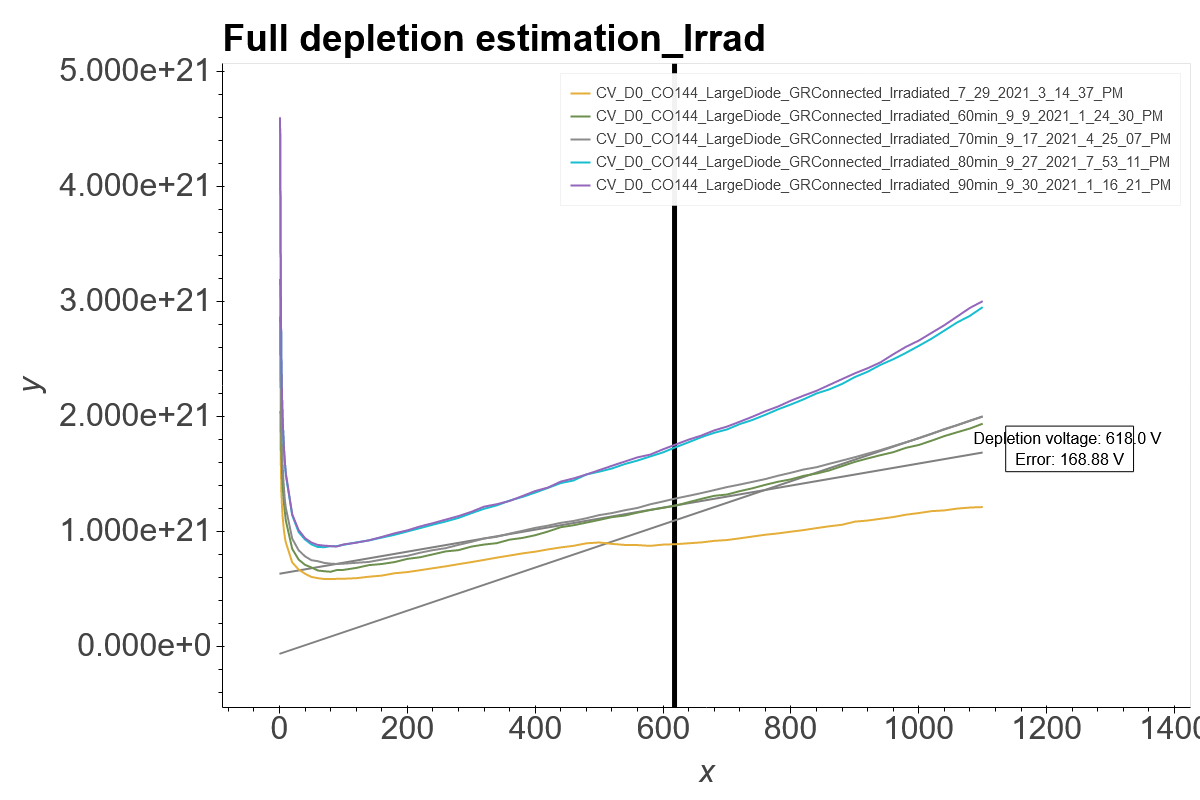 Full depletion estimation_Irrad
5.000e+21
4.000e+21
3.000e+21
2.000e+21
1.000e+21
0.000e+0
y
CV_D0_CO144_LargeDiode_GRConnected_Irradiated_7_29_2021_3_14_37_PM
CV_D0_CO144_LargeDiode_GRConnected_Irradiated_60min_9_9_2021_1_24_30_PM
CV_D0_CO144_LargeDiode_GRConnected_Irradiated_70min_9_17_2021_4_25_07_PM
CV_D0_CO144_LargeDiode_GRConnected_Irradiated_80min_9_27_2021_7_53_11_PM
CV_D0_CO144_LargeDiode_GRConnected_Irradiated_90min_9_30_2021_1_16_21_PM
Depletion voltage: 618.0 V
Error: 168.88 V
0 200 400 600 800 1000 1200 1400
x